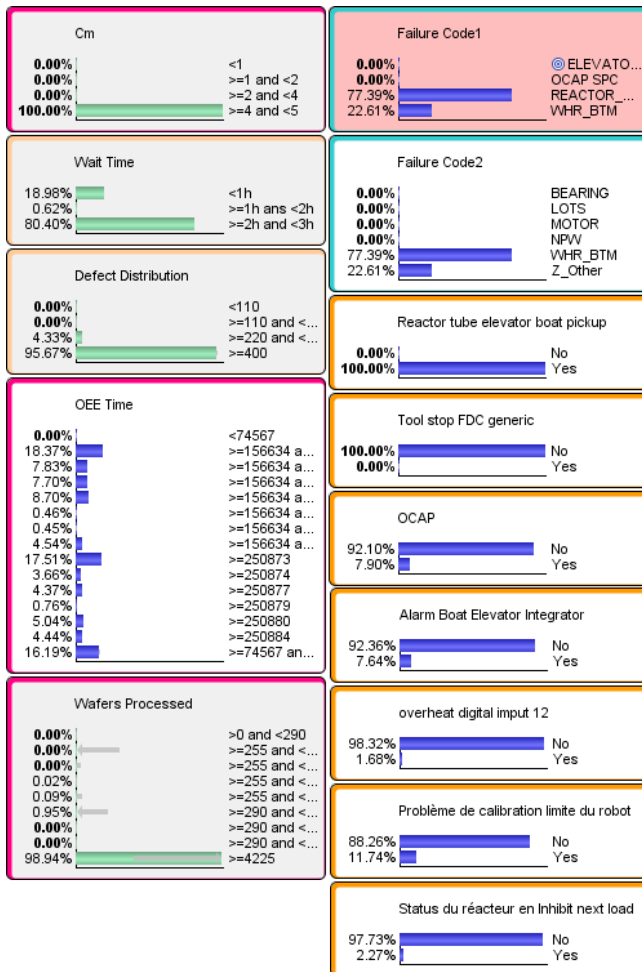 Cm
0.00% <1
0.00% >=1 and <2
0.00% >=2 and <4
100.00% >=4 and <5
Wait Time
18.98% <1h
0.62% >=1h ans <2h
80.40% >=2h and <3h
Defect Distribution
0.00% <110
0.00% >=110 and <...
4.33% >=220 and <...
95.67% >=400
OEE Time
0.00% <74567
18.37% >=156634 a...
7.83% >=156634 a...
7.70% >=156634 a...
8.70% >=156634 a...
0.46% >=156634 a...
0.45% >=156634 a...
4.54% >=156634 a...
17.51% >=250873
3.66% >=250874
4.37% >=250877
0.76% >=250879
5.04% >=250880
4.44% >=250884
16.19% >=74567 an...
Wafers Processed
0.00% >0 and <290
0.00% >=255 and <...
0.00% >=255 and <...
0.02% >=255 and <...
0.09% >=255 and <...
0.95% >=290 and <...
0.00% >=290 and <...
0.00% >=290 and <...
98.94% >=4225
Failure Code1
0.00% ELEVATO...
0.00% OCAP SPC
77.39% REACTOR_...
22.61% WHR_BTM
Failure Code2
0.00% BEARING
0.00% LOTS
0.00% MOTOR
0.00% NPW
77.39% WHR_BTM
22.61% Z_Other
Reactor tube elevator boat pickup
0.00% No
100.00% Yes
Tool stop FDC generic
100.00% No
0.00% Yes
OCAP
92.10% No
7.90% Yes
Alarm Boat Elevator Integrator
92.36% No
7.64% Yes
overheat digital imput 12
98.32% No
1.68% Yes
Problème de calibration limite du robot
88.26% No
11.74% Yes
Status du réacteur en Inhibit next load
97.73% No
2.27% Yes